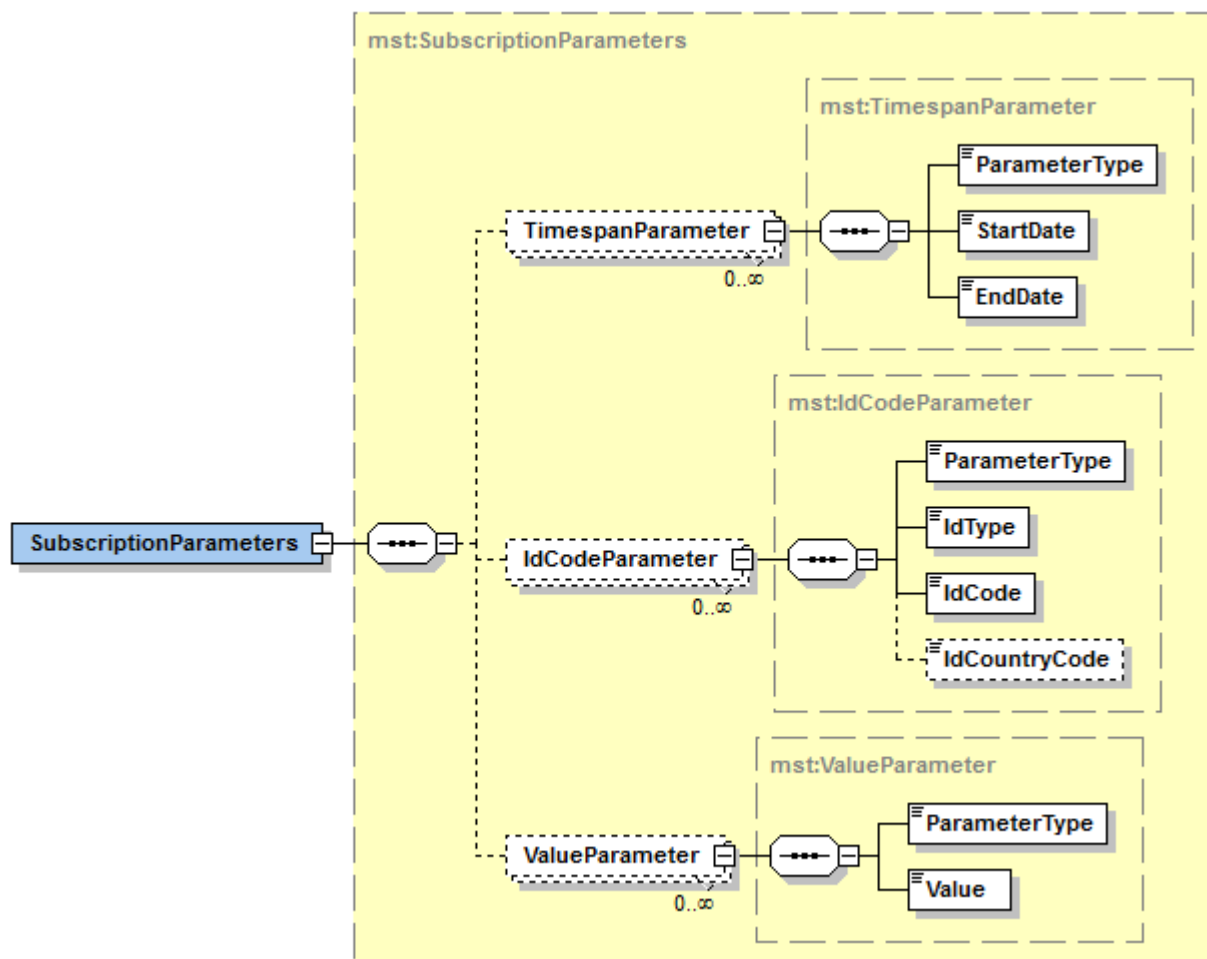 mst:SubscriptionParameters
mst:TimespanParameter
ParameterType
TimespanParameter
StartDate
0..∞
EndDate
mst:IdCodeParameter
ParameterType
IdType
SubscriptionParameters
IdCodeParameter
IdCode
0..∞
IdCountryCode
mst:ValueParameter
ParameterType
ValueParameter
Value
0..∞